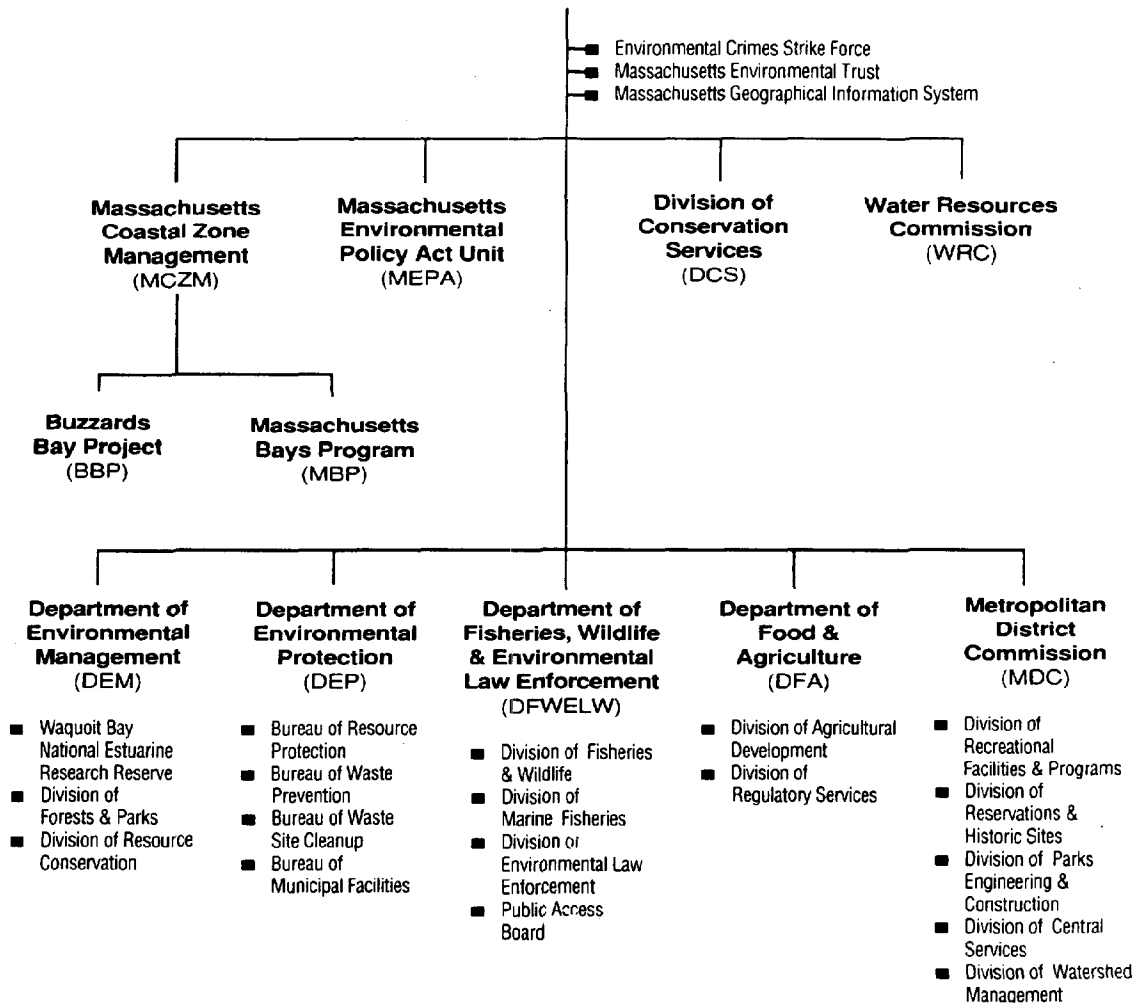 Environmental Crimes Strike Force
Massachusetts Environmental Trust
Massachusetts Geographical Information System
Massachusetts
Coastal Zone
Management
(MCZM)
Massachusetts
Environmental
Policy Act Unit
(MEPA)
Division of
Conservation
Services
(DCS)
Water Resources
Commission
(WRC)
Buzzards
Bay Project
(BBP)
Massachusetts
Bays Program
(MBP)
Department of
Environmental
Management
(DEM)
Waquoit Bay
National Estuarine
Research Reserve
Division of
Forests & Parks
Division of Resource
Conservation
Department of
Environmental
Protection
(DEP)
Bureau of Resource
Protection
Bureau of Waste
Prevention
Bureau of Waste
Site Cleanup
Bureau of
Municipal Facilities
Department of
Fisheries, Wildlife
& Environmental
Law Enforcement
(DFWELW)
Division of Fisheries
& Wildlife
Division of
Marine Fisheries
Division of
Environmental Law
Enforcement
Public Access
Board
Department of
Food &
Agriculture
(DFA)
Division of Agricultural
Development
Division of
Regulatory Services
Metropolitan
District
Commission
(MDC)
Division of
Recreational
Facilities & Programs
Division of
Reservations &
Historic Sites
Division of Parks
Engineering &
Construction
Division of Central
Services
Division of Watershed
Management